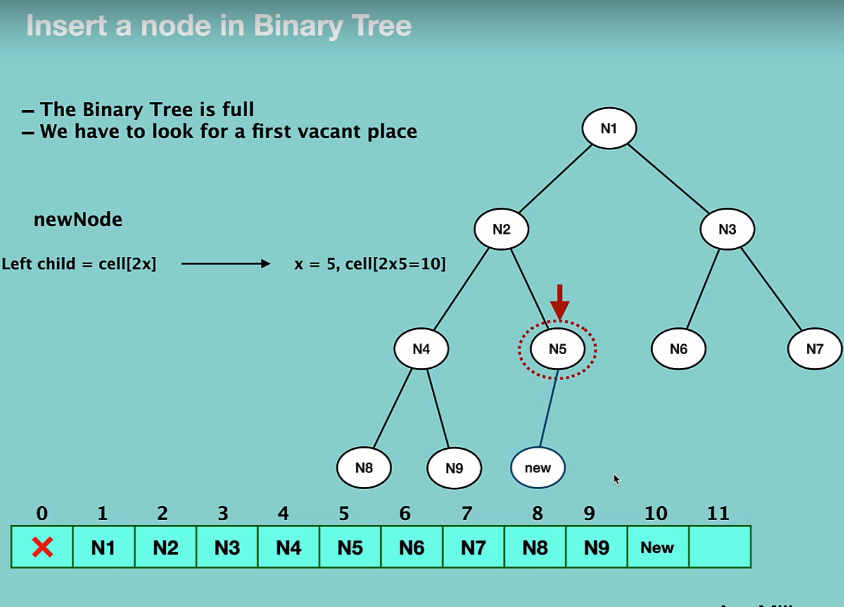 Insert a node in Binary Tree
– The Binary Tree is full
– We have to look for a first vacant place
newNode
Left child = cell[2x] x = 5, cell[2x5=10]
N1
N2 N3
N4 N5 N6 N7
N8 N9 new
0 1 2 3 4 5 6 7 8 9 10 11
N1 N2 N3 N4 N5 N6 N7 N8 N9 New